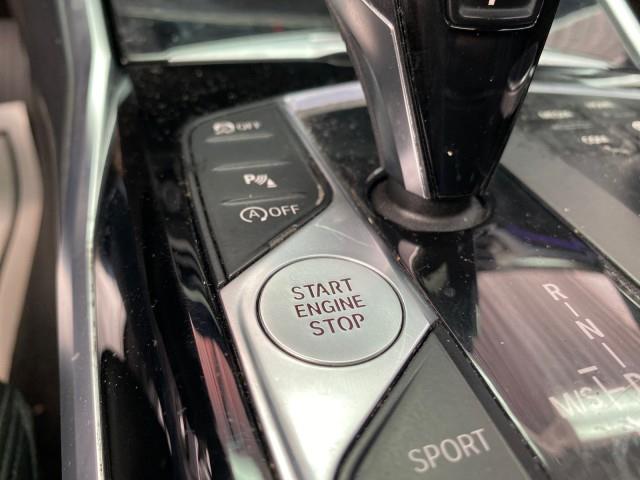 OFF
P
A OFF
START
ENGINE
STOP
SPORT
R
N
M/S